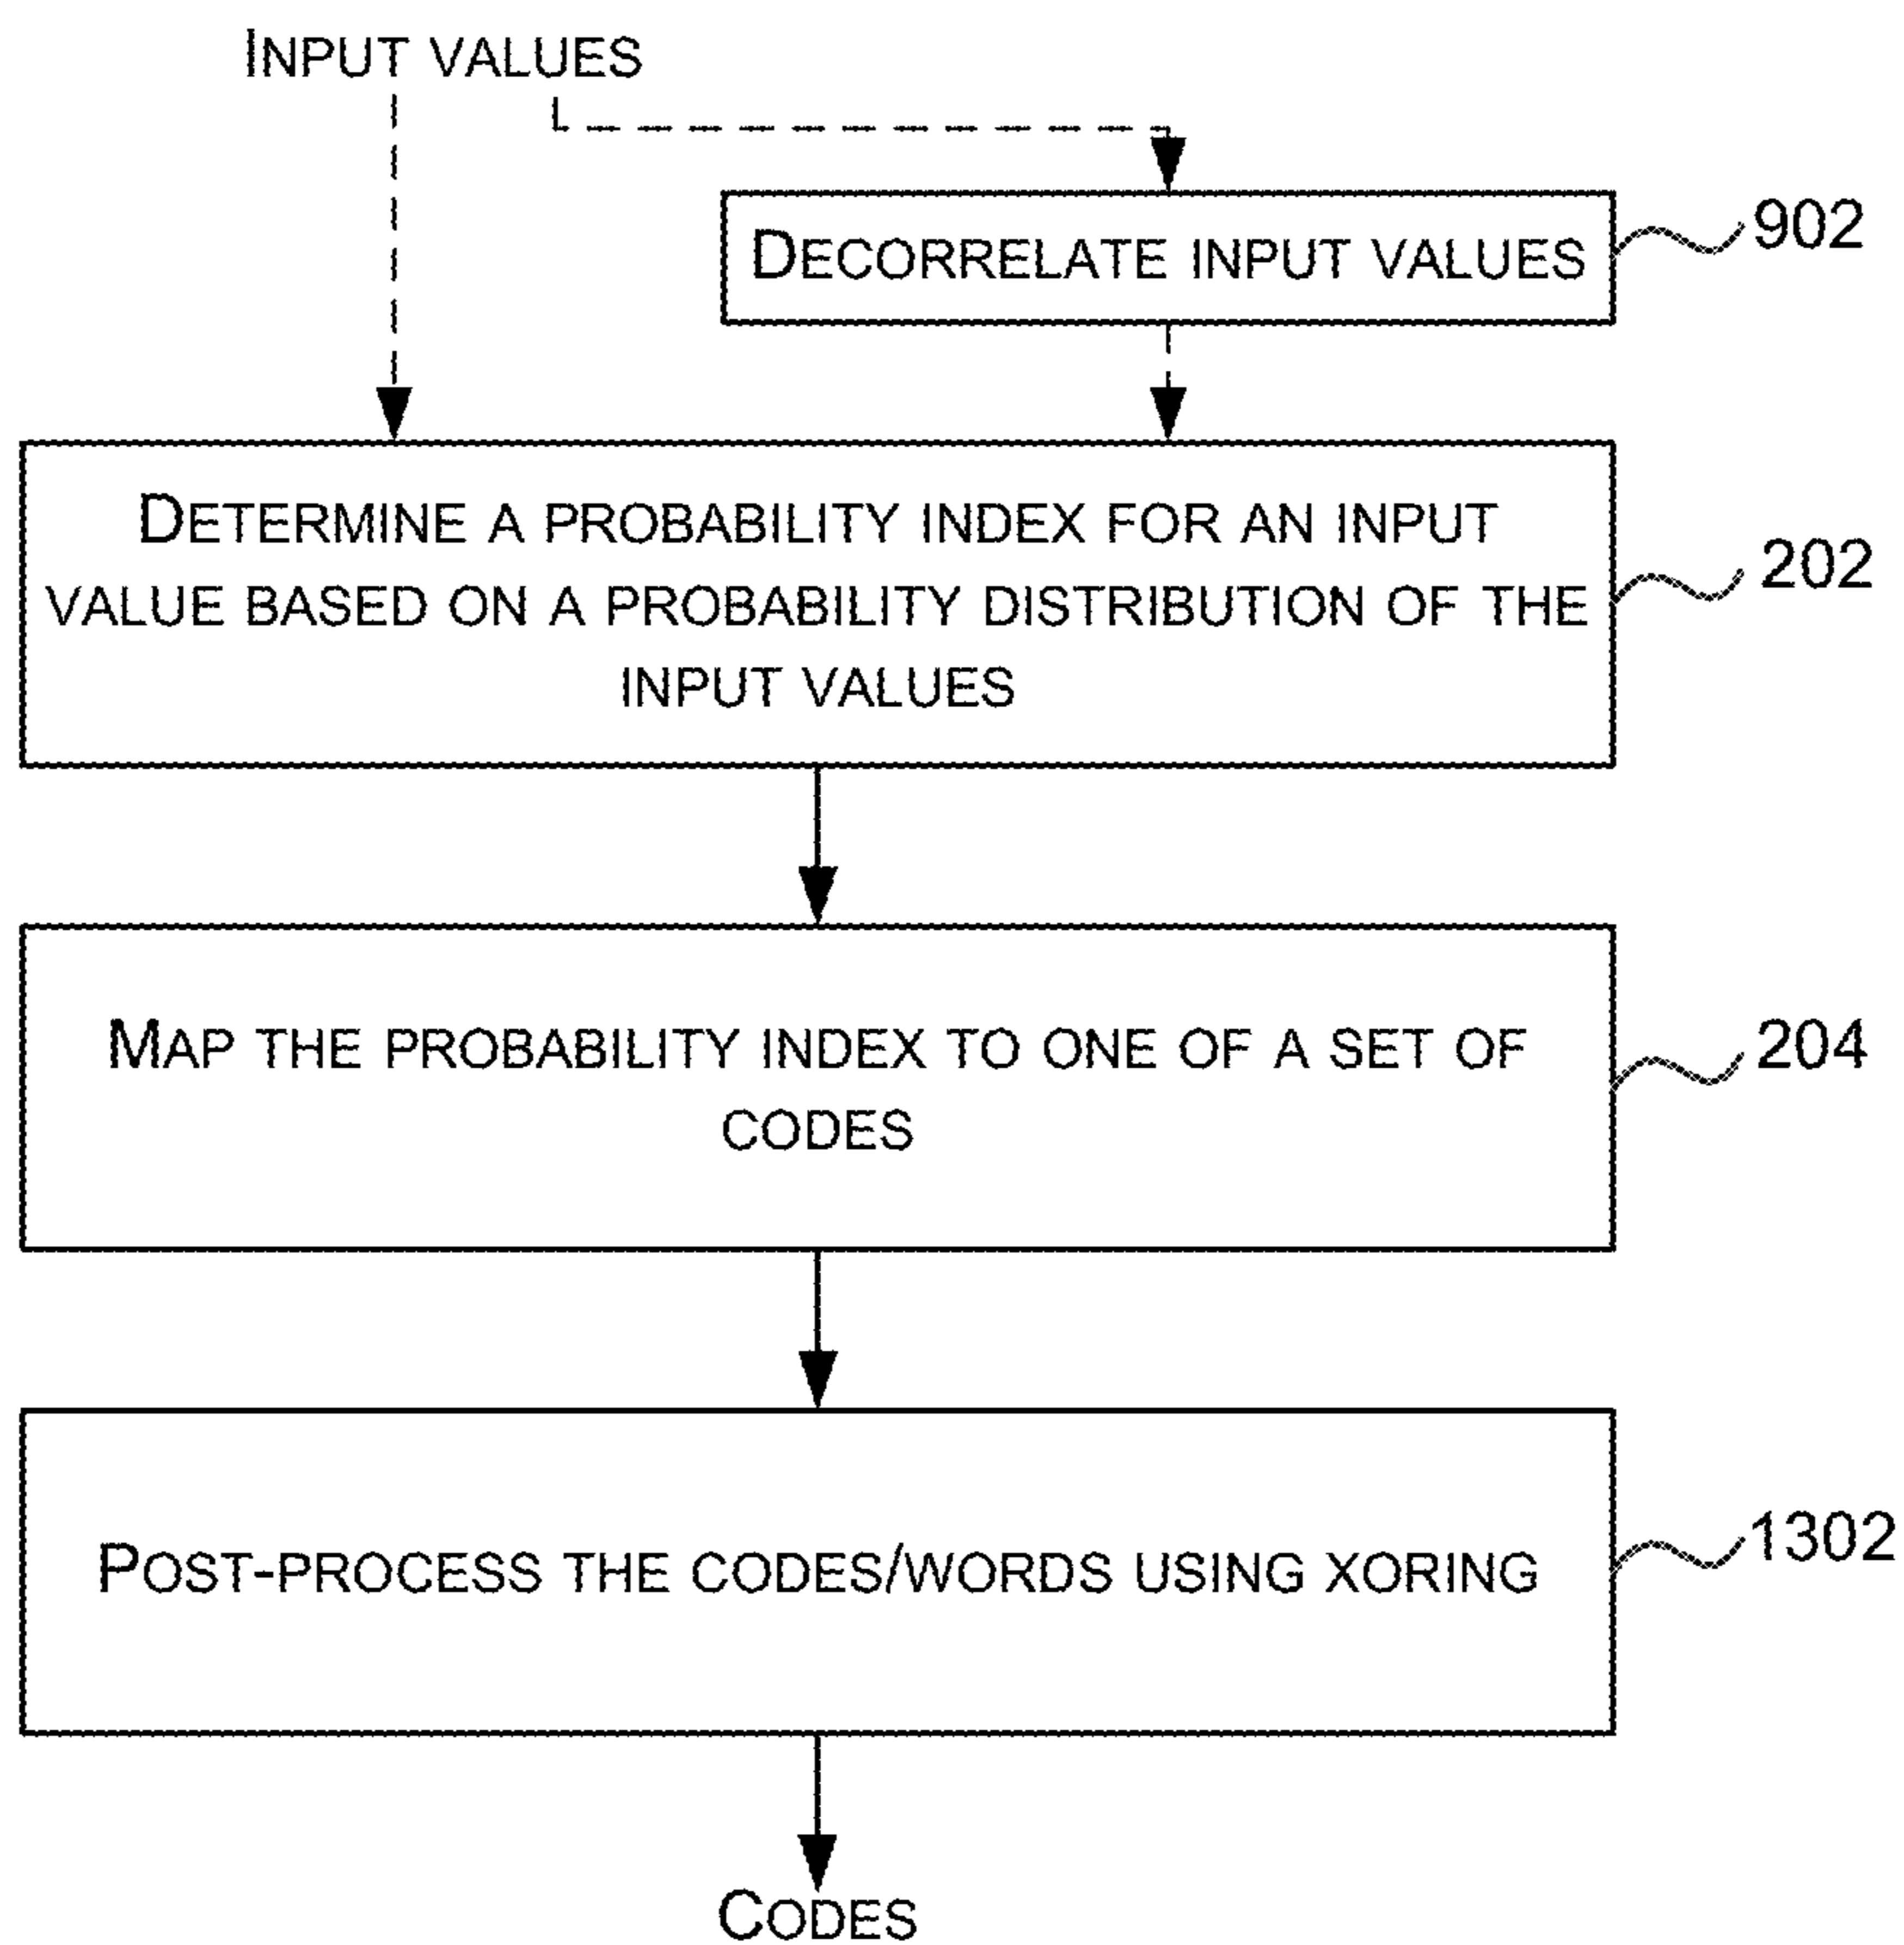 INPUT VALUES
DECORRELATE INPUT VALUES
902
DETERMINE A PROBABILITY INDEX FOR AN INPUT
VALUE BASED ON A PROBABILITY DISTRIBUTION OF THE
INPUT VALUES
202
MAP THE PROBABILITY INDEX TO ONE OF A SET OF
CODES
204
POST-PROCESS THE CODES/WORDS USING XORING
1302
CODES